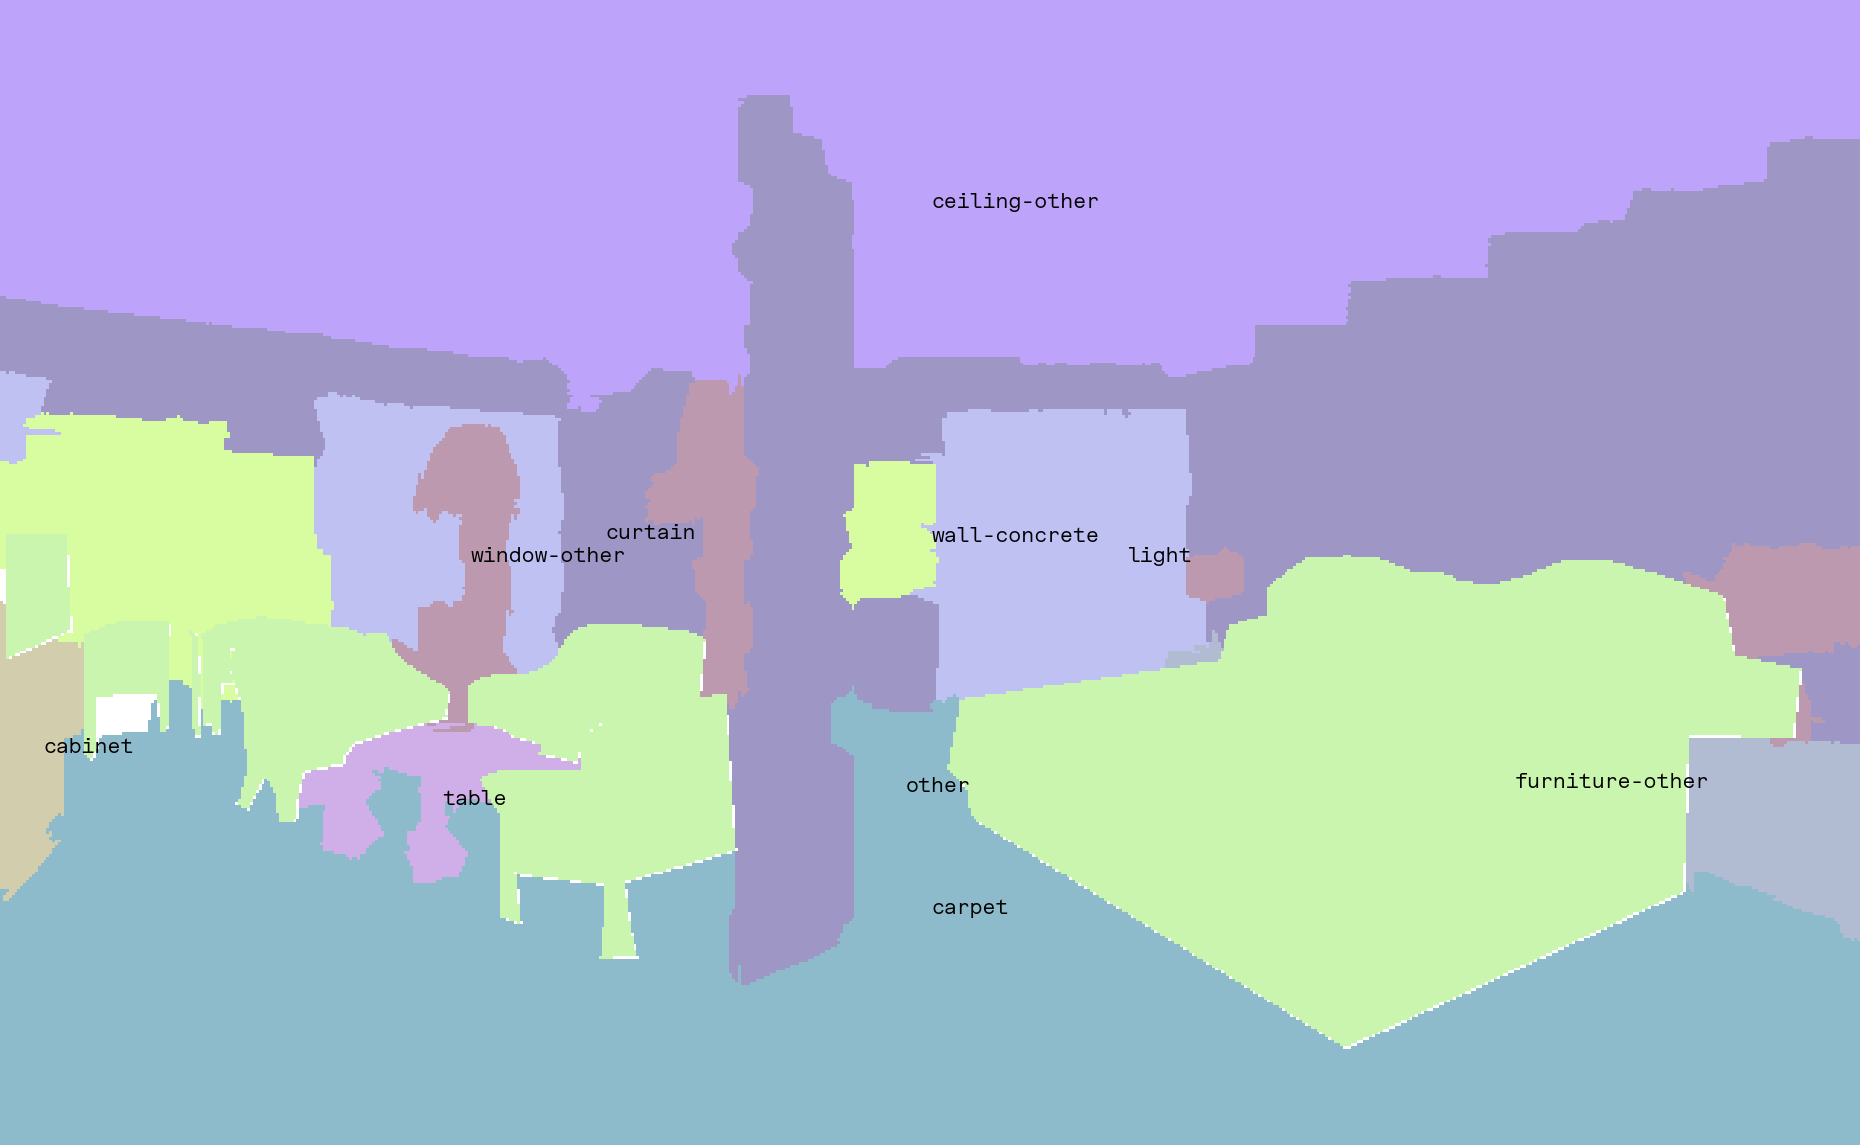 ceiling-other
curtain
wall-concrete
window-other
light
cabinet
other
furniture-other
table
carpet